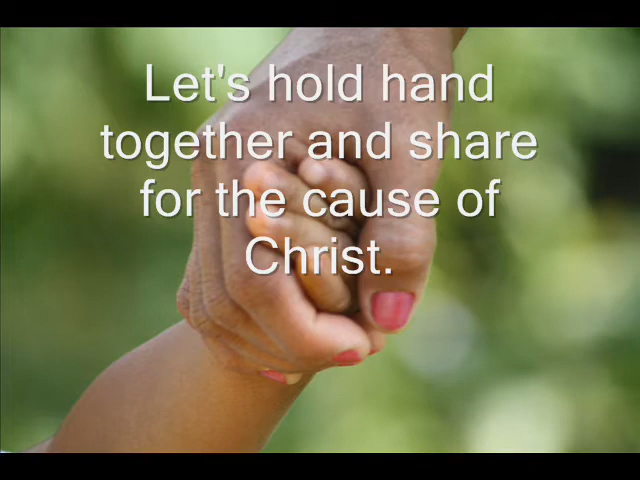 Let's hold hand
together and share
for the cause of
Christ.